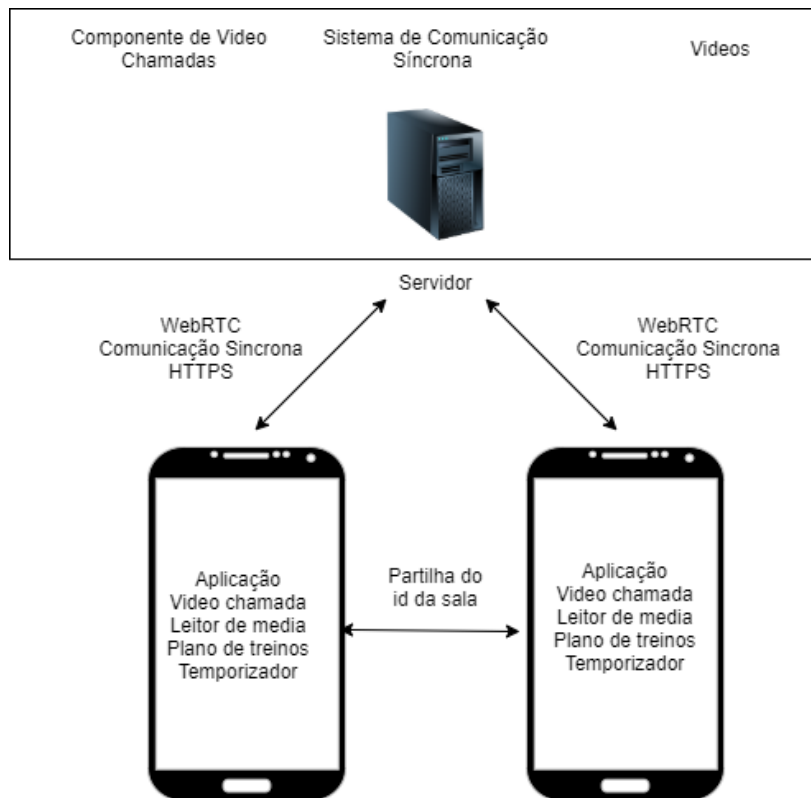 Componente de Video
Chamadas
Sistema de Comunicação
Síncrona
Videos
Servidor
WebRTC
Comunicação Sincrona
HTTPS
WebRTC
Comunicação Sincrona
HTTPS
Aplicação
Video chamada
Leitor de media
Plano de treinos
Temporizador
Partilha do
id da sala
Aplicação
Video chamada
Leitor de media
Plano de treinos
Temporizador